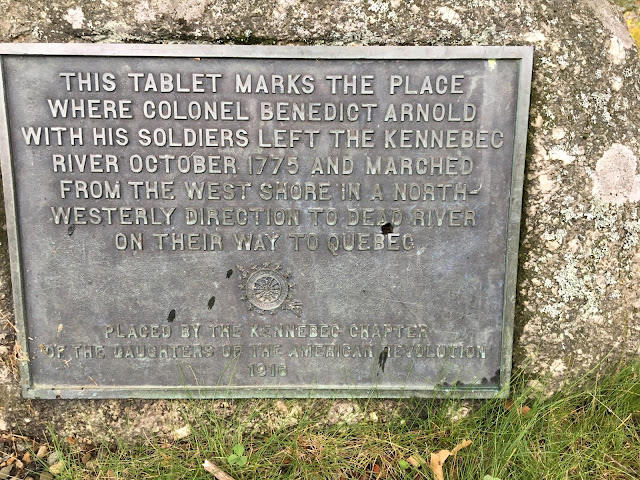 THIS TABLET MARKS THE PLACE
WHERE COLONEL BENEDICT ARNOLD
WITH HIS SOLDIERS LEFT THE KENNEBEC
RIVER OCTOBER 1775 AND MARCHED
FROM THE WEST SHORE IN A NORTH-
WESTERLY DIRECTION TO DEAD RIVER
ON THEIR WAY TO QUEBEC
PLACED BY THE KENNEBEC CHAPTER
OF THE DAUGHTERS OF THE AMERICAN REVOLUTION